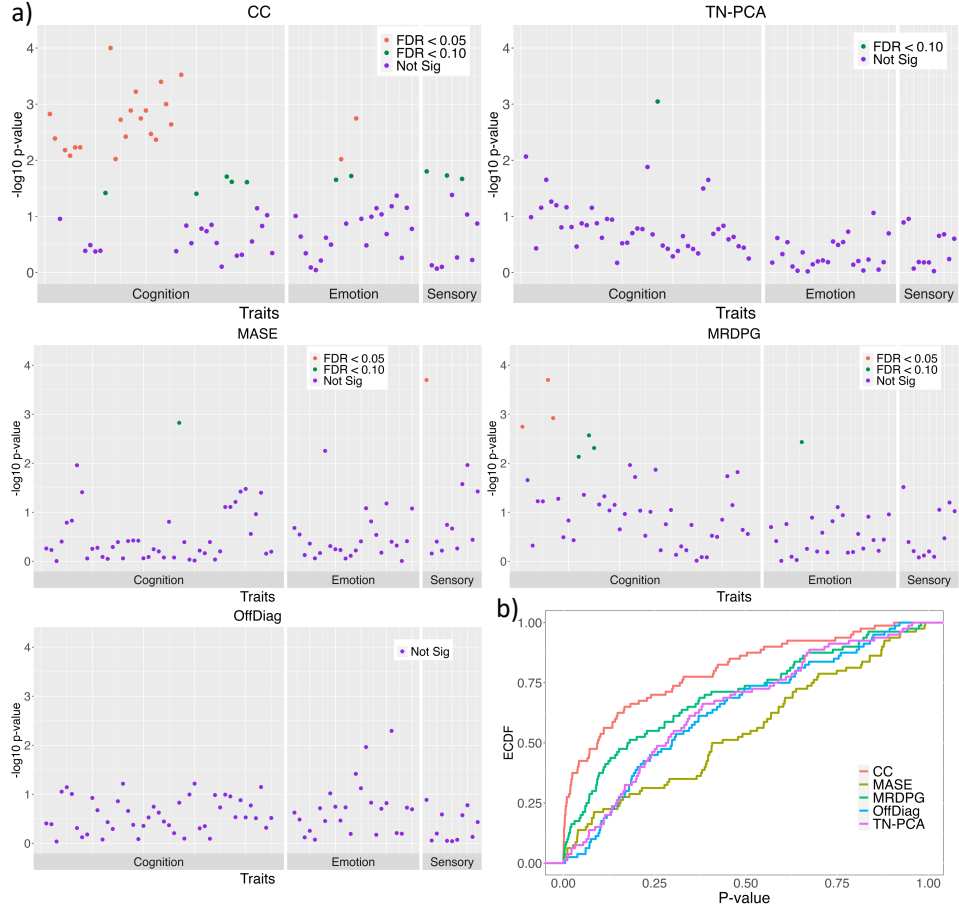 a)
CC
4
3
2
1
0
-log10 p-value
FDR < 0.05
FDR < 0.10
Not Sig
Cognition
Emotion
Sensory
Traits
TN-PCA
4
3
2
1
0
-log10 p-value
FDR < 0.10
Not Sig
Cognition
Emotion
Sensory
Traits
MASE
4
3
2
1
0
-log10 p-value
FDR < 0.05
FDR < 0.10
Not Sig
Cognition
Emotion
Sensory
Traits
MRDPG
4
3
2
1
0
-log10 p-value
FDR < 0.05
FDR < 0.10
Not Sig
Cognition
Emotion
Sensory
Traits
OffDiag
4
3
2
1
0
-log10 p-value
Not Sig
Cognition
Emotion
Sensory
Traits
b)
1.00
0.75
0.50
0.25
0.00
ECDF
CC
MASE
MRDPG
OffDiag
TN-PCA
0.00 0.25 0.50 0.75 1.00
P-value